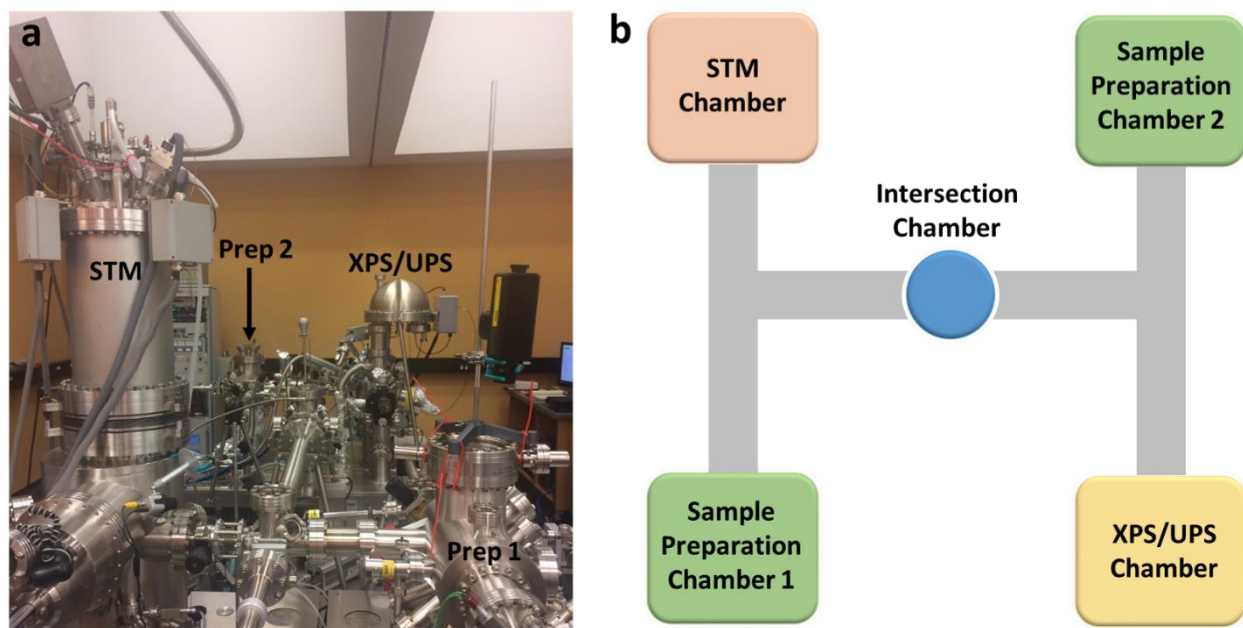 a
STM
Prep 2
XPS/UPS
Prep 1
b
STM
Chamber
Sample
Preparation
Chamber 2
Intersection
Chamber
Sample
Preparation
Chamber 1
XPS/UPS
Chamber